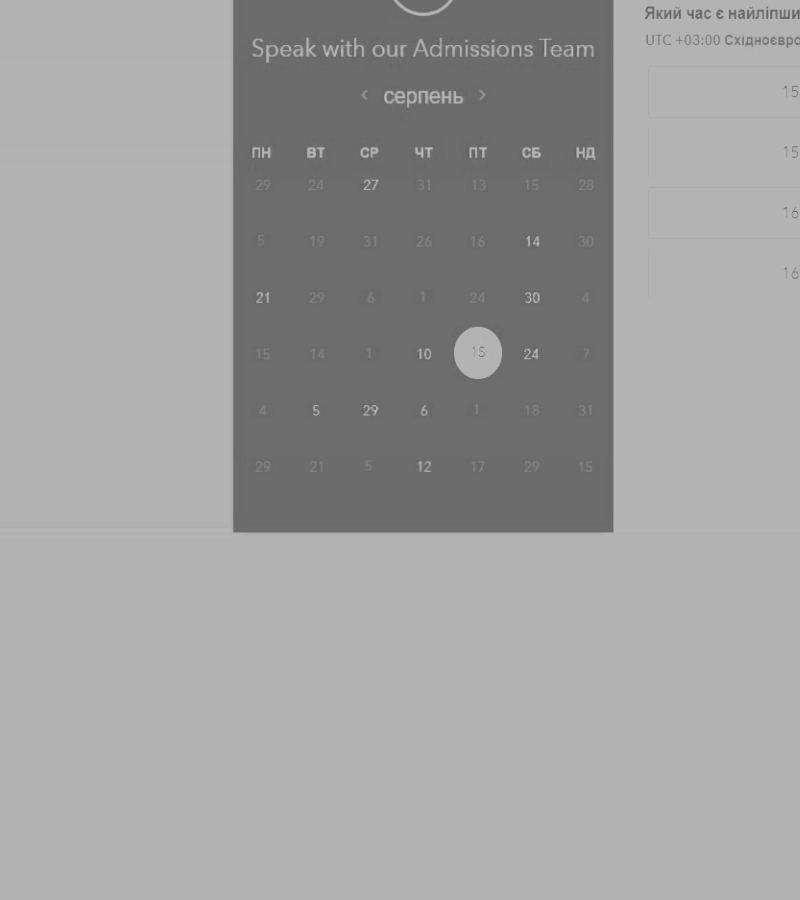 Speak with our Admissions Team
‹ серпень ›
ПН ВТ СР ЧТ ПТ СБ НД
29 24 27 31 13 15 28
5 19 31 26 16 14 30
21 29 6 1 24 30 4
15 14 1 10 15 24 7
4 5 29 6 1 18 31
29 21 5 12 17 29 15
Який час є найліпши
UTC +03:00 Східноєвро
15
15
16
16